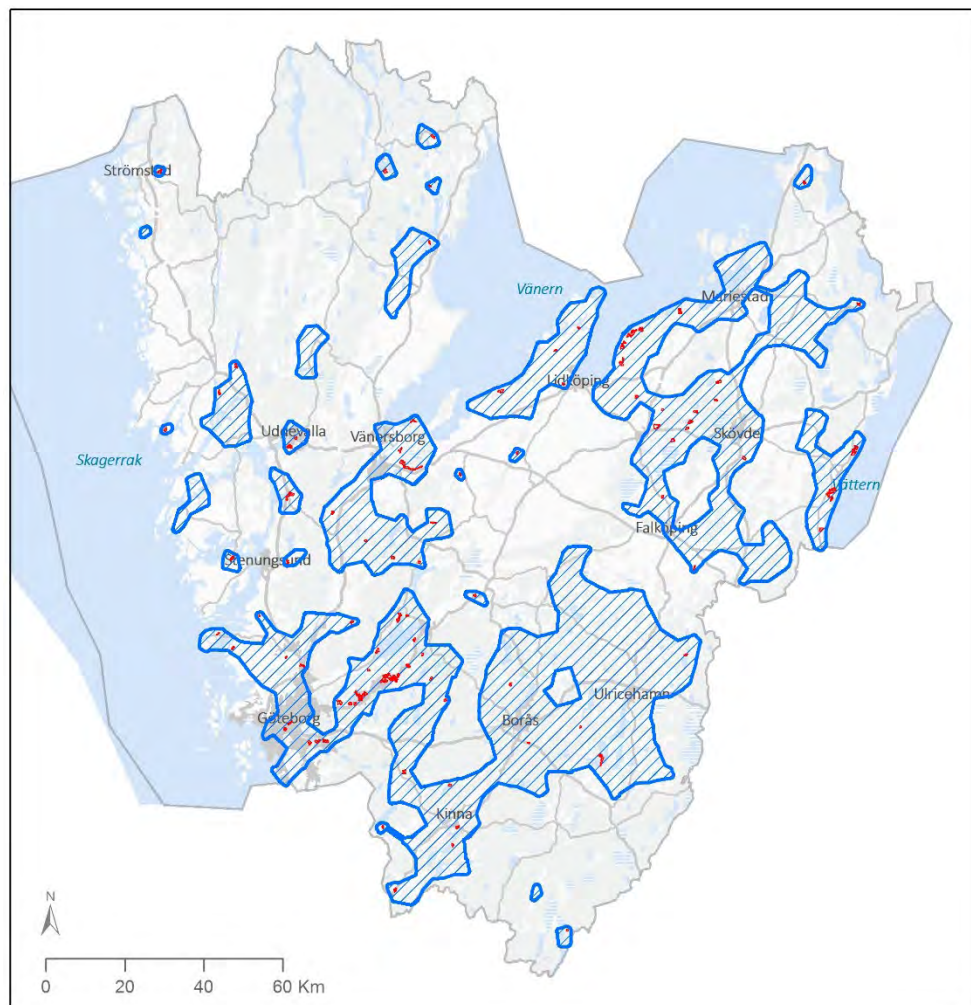 Strömstad
Vänern
Mariestad
Lidköping
Uddevalla
Vänersborg
Skövde
Skagerrak
Vättern
Falköping
Stenungsund
Ulricehamn
Göteborg
Borås
Kinna
N
0 20 40 60 Km